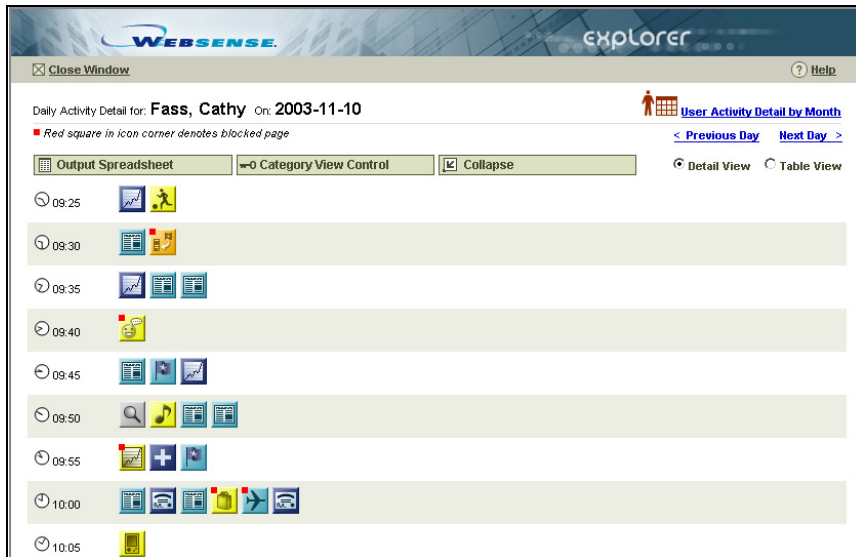 WEBSENSE.
explorer
Close Window
? Help
Daily Activity Detail for: Fass, Cathy On: 2003-11-10
User Activity Detail by Month
Red square in icon corner denotes blocked page
< Previous Day Next Day >
Output Spreadsheet
Category View Control
Collapse
Detail View
Table View
09:25
09:30
09:35
09:40
09:45
09:50
09:55
10:00
10:05